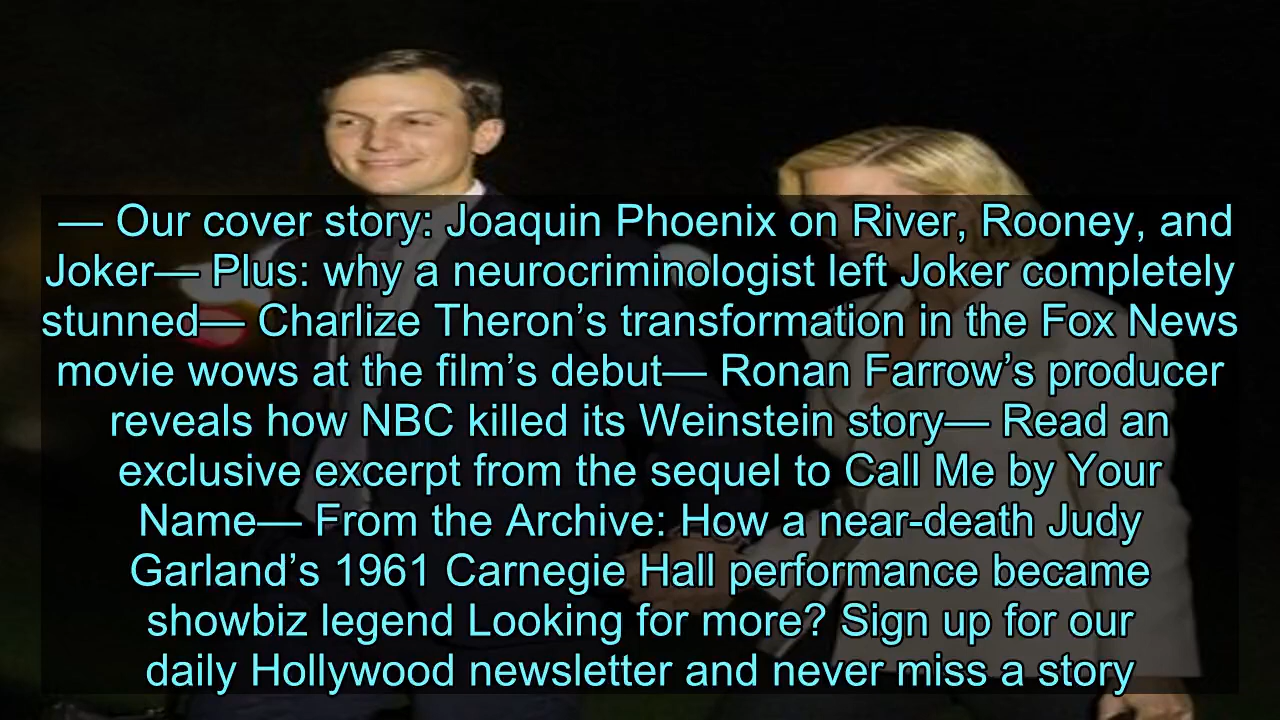 — Our cover story: Joaquin Phoenix on River, Rooney, and
Joker— Plus: why a neurocriminologist left Joker completely
stunned— Charlize Theron’s transformation in the Fox News
movie wows at the film’s debut— Ronan Farrow’s producer
reveals how NBC killed its Weinstein story— Read an
exclusive excerpt from the sequel to Call Me by Your
Name— From the Archive: How a near-death Judy
Garland’s 1961 Carnegie Hall performance became
showbiz legend Looking for more? Sign up for our
daily Hollywood newsletter and never miss a story